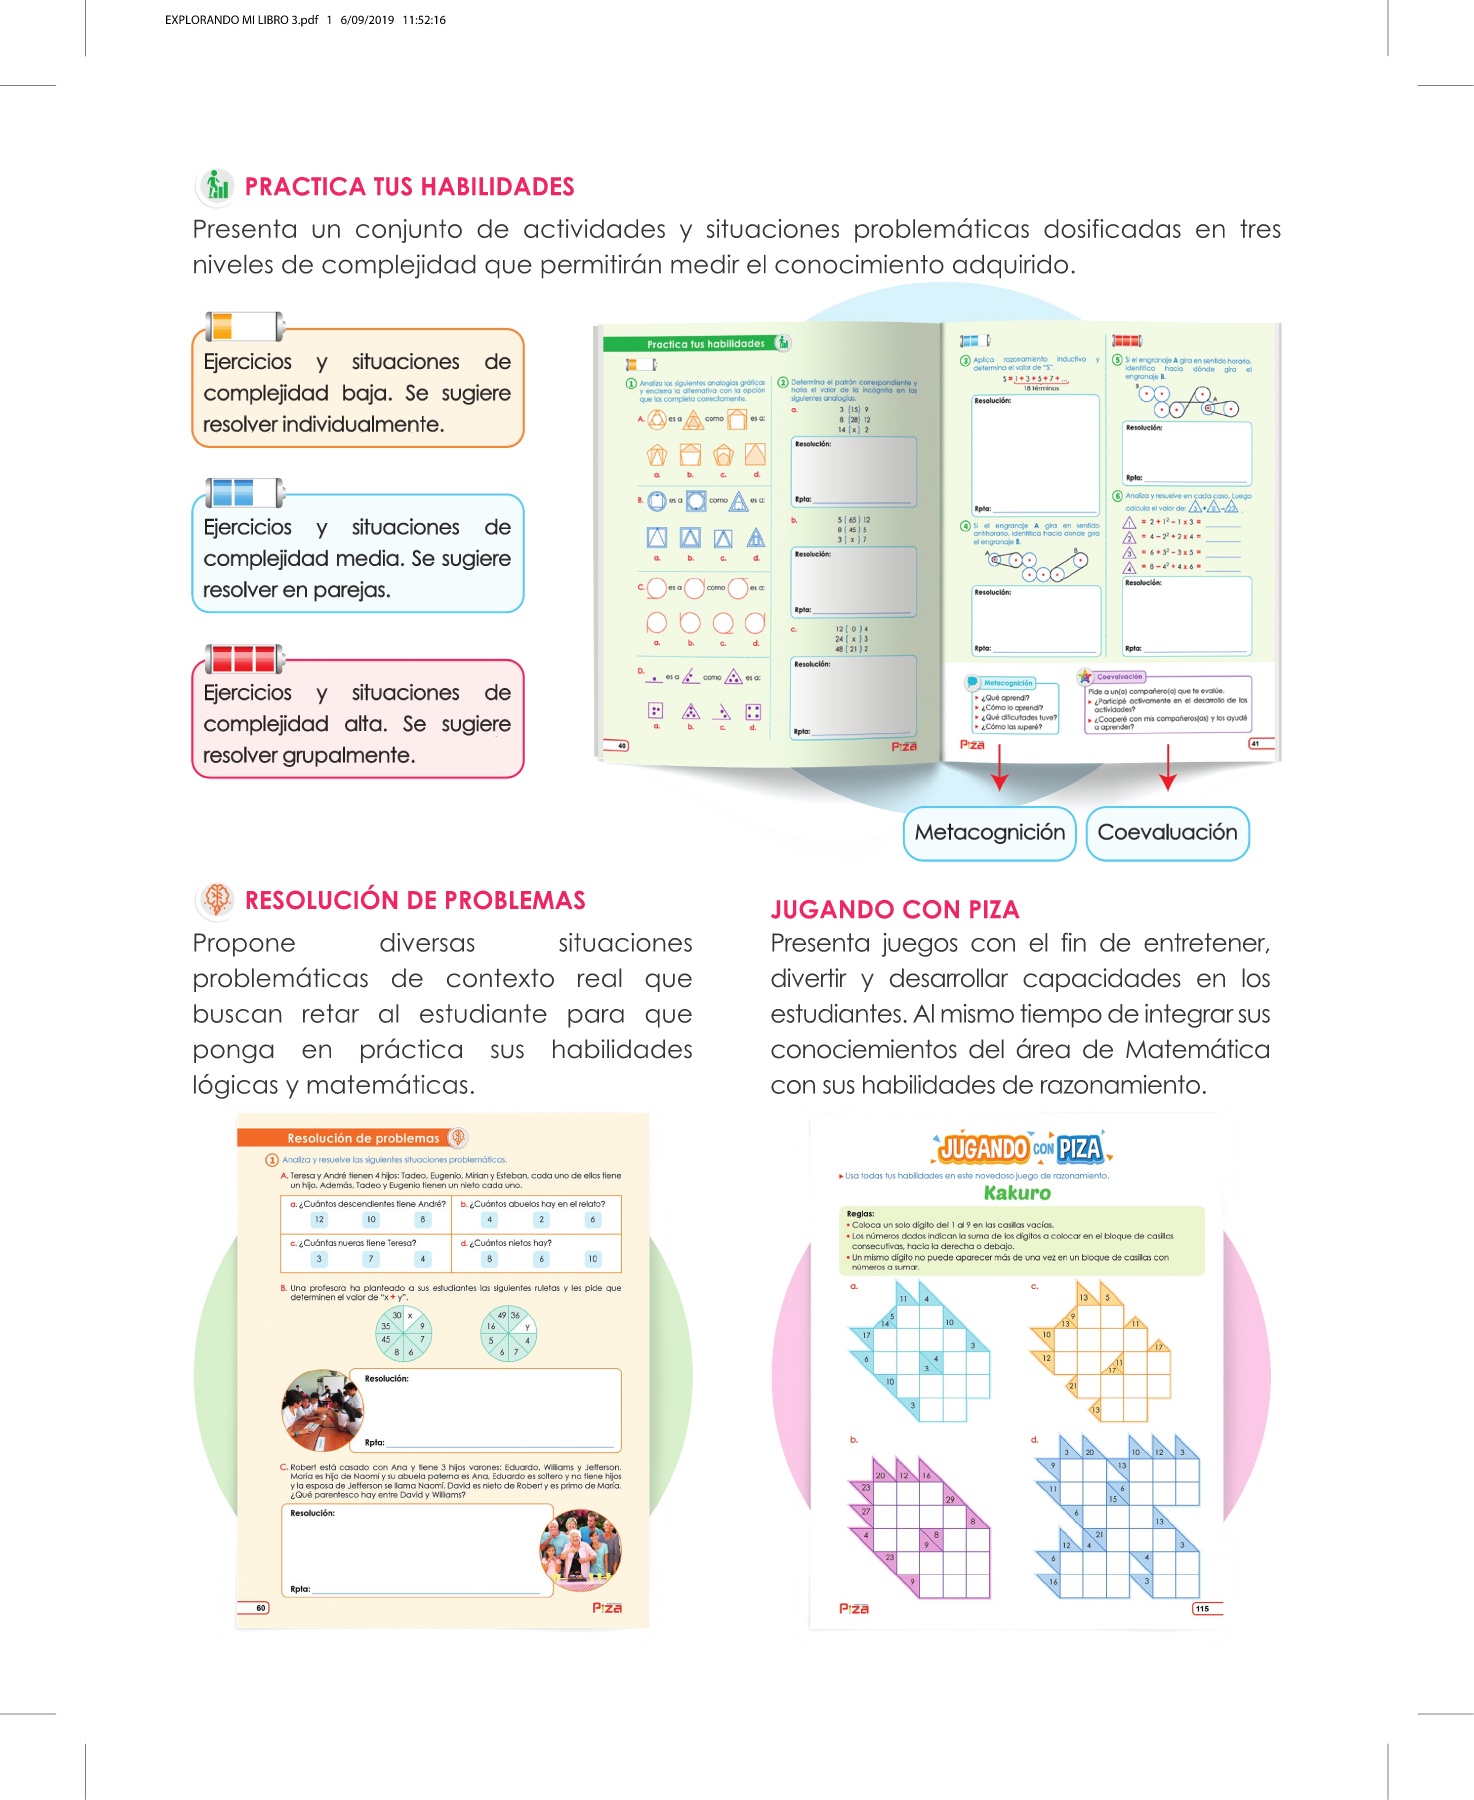 EXPLORANDO MI LIBRO 3.pdf 1 6/09/2019 11:52:16
PRACTICA TUS HABILIDADES
Presenta un conjunto de actividades y situaciones problemáticas dosificadas en tres
niveles de complejidad que permitirán medir el conocimiento adquirido.
Ejercicios y situaciones de
complejidad baja. Se sugiere
resolver individualmente.
Ejercicios y situaciones de
complejidad media. Se sugiere
resolver en parejas.
Ejercicios y situaciones de
complejidad alta. Se sugiere
resolver grupalmente.
Practica tus habilidades
1 Analiza las siguientes analogías gráficas
y encierra la alternativa con la opción
que las completa correctamente.
A. es a como es a:
a. b. c. d.
B. es a como es a:
a. b. c. d.
C. es a como es a:
a. b. c. d.
D. es a como es a:
a. b. c. d.
40
2 Determina el patrón correspondiente y
halla el valor de la incógnita en las
siguientes analogías.
a. 3 (15) 9
8 (28) 12
14 ( x ) 2
Resolución:
Rpta:
b. 5 ( 65 ) 12
8 ( 45 ) 5
3 ( x ) 7
Resolución:
Rpta:
c. 12 ( 0 ) 4
24 ( x ) 3
48 ( 21 ) 2
Resolución:
Rpta:
Piza
3 Aplica razonamiento inductivo y
determina el valor de "S".
S = 1 + 3 + 5 + 7 + ...
18 términos
Resolución:
Rpta:
4 Si el engranaje A gira en sentido
antihorario, identifica hacia donde gira
el engranaje B.
A B
Resolución:
Rpta:
5 Si el engranaje A gira en sentido horario,
identifica hacia dónde gira el
engranaje B.
B A
Resolución:
Rpta:
6 Analiza y resuelve en cada caso. Luego
calcula el valor de:
1 = 2 + 1² – 1 x 3 =
2 = 4 – 2² + 2 x 4 =
3 = 6 + 3² – 3 x 5 =
4 = 8 – 4² + 4 x 6 =
Resolución:
Rpta:
Metacognición
¿Qué aprendí?
¿Cómo lo aprendí?
¿Qué dificultades tuve?
¿Cómo las superé?
Coevaluación
Pide a un(a) compañero(a) que te evalúe.
¿Participé activamente en el desarrollo de las
actividades?
¿Cooperé con mis compañeros(as) y los ayudé
a aprender?
Piza
41
Metacognición
Coevaluación
RESOLUCIÓN DE PROBLEMAS
Propone diversas situaciones
problemáticas de contexto real que
buscan retar al estudiante para que
ponga en práctica sus habilidades
lógicas y matemáticas.
Resolución de problemas
1 Analiza y resuelve las siguientes situaciones problemáticas.
A. Teresa y André tienen 4 hijos: Tadeo, Eugenio, Mirian y Esteban, cada uno de ellos tiene
un hijo. Además, Tadeo y Eugenio tienen un nieto cada uno.
a. ¿Cuántos descendientes tiene André?
12 10 8
b. ¿Cuántos abuelos hay en el relato?
4 2 6
c. ¿Cuántas nueras tiene Teresa?
3 7 4
d. ¿Cuántos nietos hay?
8 6 10
B. Una profesora ha planteado a sus estudiantes las siguientes ruletas y les pide que
determinen el valor de "x + y".
30 x
35 9
45 7
8 6
49 36
16 y
5 4
6 7
Resolución:
Rpta:
C. Robert está casado con Ana y tiene 3 hijos varones: Eduardo, Williams y Jefferson.
María es hija de Naomi y su abuela paterna es Ana, Eduardo es soltero y no tiene hijos
y la esposa de Jefferson se llama Naomí. David es nieto de Robert y es primo de María.
¿Qué parentesco hay entre David y Williams?
Resolución:
Rpta:
60
Piza
JUGANDO CON PIZA
Presenta juegos con el fin de entretener,
divertir y desarrollar capacidades en los
estudiantes. Al mismo tiempo de integrar sus
conociemientos del área de Matemática
con sus habilidades de razonamiento.
JUGANDO CON PIZA
Usa todas tus habilidades en este novedoso juego de razonamiento.
Kakuro
Reglas:
• Coloca un solo dígito del 1 al 9 en las casillas vacías.
• Los números dados indican la suma de los dígitos a colocar en el bloque de casillas
consecutivas, hacia la derecha o debajo.
• Un mismo dígito no puede aparecer más de una vez en un bloque de casillas con
números a sumar.
a.
11 4
5
14 10
17 3
6 4
3
10
3
c.
13 5
9
13 11
10 17
12 11
17
21
13
b.
20 12 16
23 29
27 8
4 8
9
23
9
d.
3 20 10 12 3
9 13
11 6
15
6 13
12 4 21 3
6 4
16 3
Piza
115